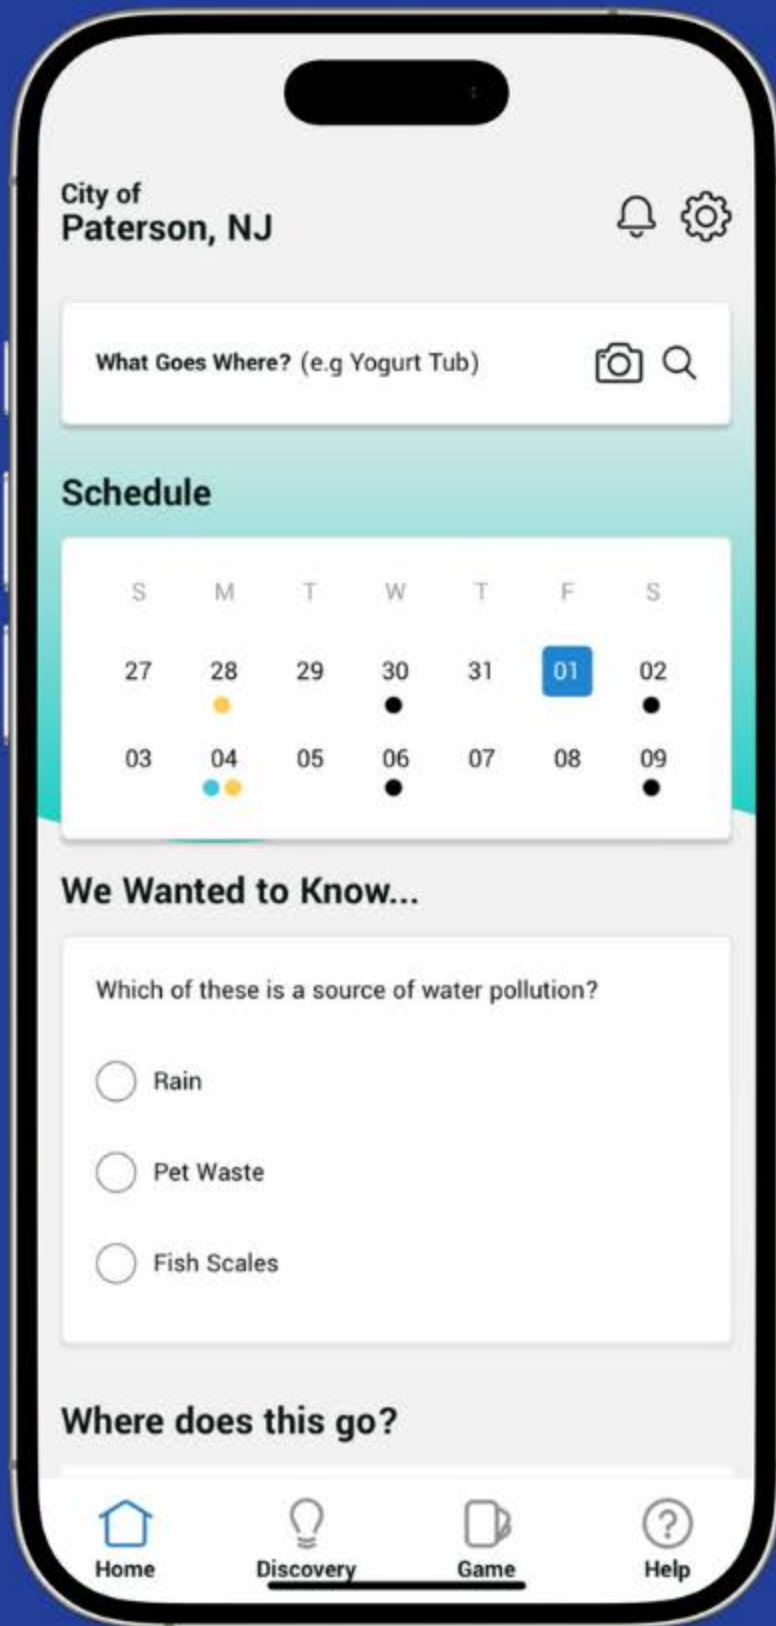 City of
Paterson, NJ
What Goes Where? (e.g Yogurt Tub)
Schedule
S M T W T F S
27 28 29 30 31 01 02
03 04 05 06 07 08 09
We Wanted to Know...
Which of these is a source of water pollution?
Rain
Pet Waste
Fish Scales
Where does this go?
Home Discovery Game Help